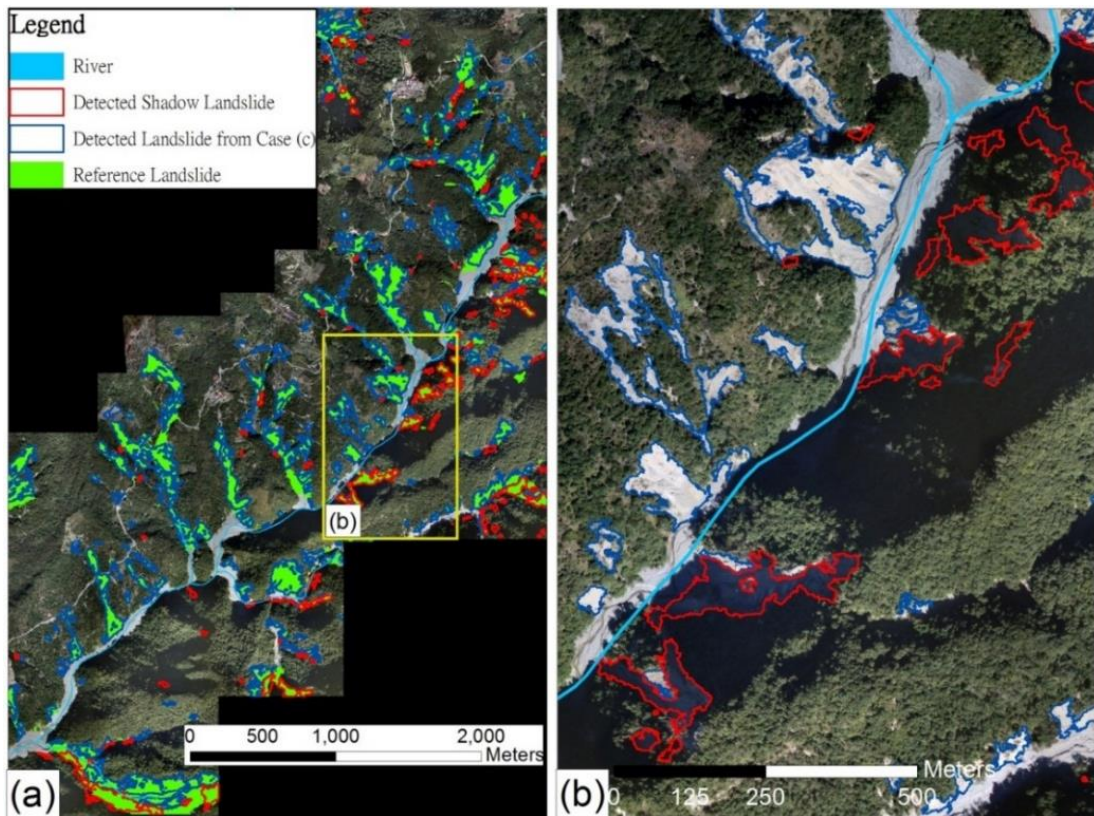 Legend
River
Detected Shadow Landslide
Detected Landslide from Case (c)
Reference Landslide
(b)
0 500 1,000 2,000
Meters
(a)
(b)
Meters
0 125 250 500